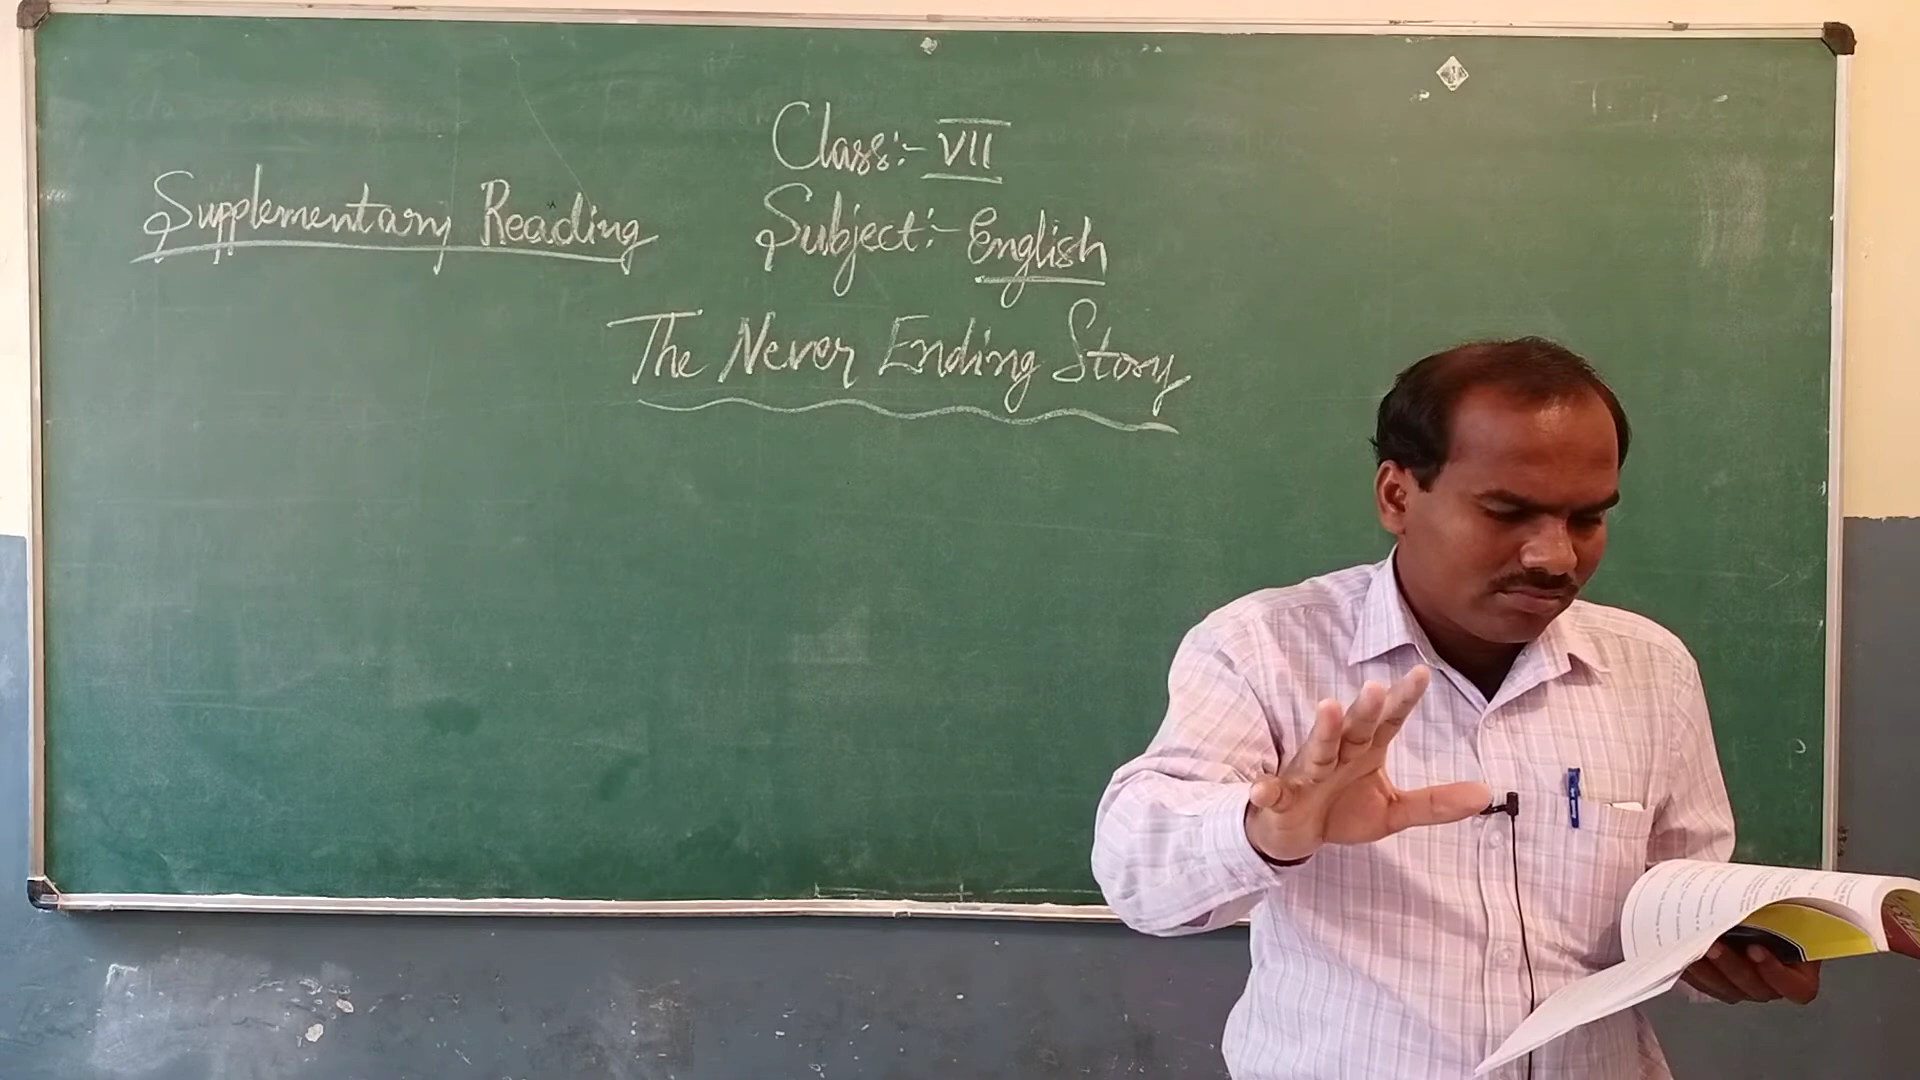 Class:- VII
Supplementary Reading
Subject:- English
The Never Ending Story